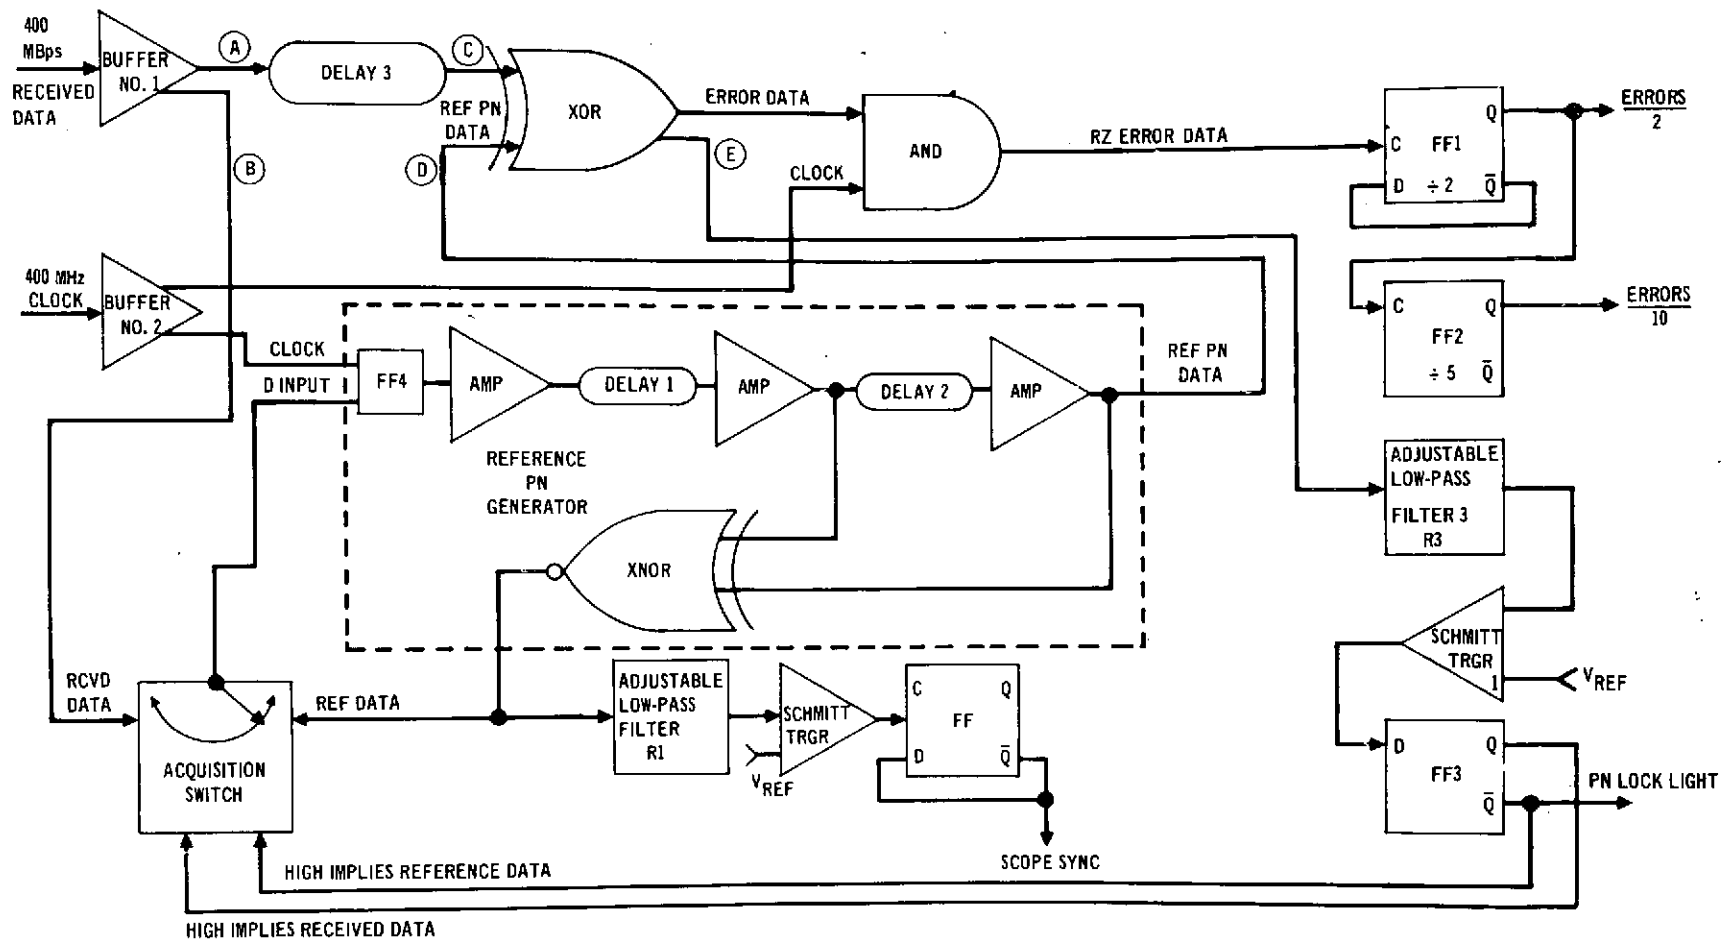 400
MBps
RECEIVED
DATA
BUFFER
NO. 1
A
DELAY 3
C
REF PN
DATA
D
B
XOR
ERROR DATA
E
CLOCK
AND
RZ ERROR DATA
C
Q
FF1
D
÷ 2
Q̅
ERRORS
2
400 MHz
CLOCK
BUFFER
NO. 2
CLOCK
D INPUT
FF4
AMP
DELAY 1
AMP
DELAY 2
AMP
REF PN
DATA
C
Q
FF2
÷ 5
Q̅
ERRORS
10
REFERENCE
PN
GENERATOR
XNOR
ADJUSTABLE
LOW-PASS
FILTER 3
R3
SCHMITT
TRGR
1
VREF
RCVD
DATA
REF DATA
ACQUISITION
SWITCH
ADJUSTABLE
LOW-PASS
FILTER
R1
SCHMITT
TRGR
VREF
C
Q
FF
D
Q̅
SCOPE SYNC
D
Q
FF3
Q̅
PN LOCK LIGHT
HIGH IMPLIES REFERENCE DATA
HIGH IMPLIES RECEIVED DATA